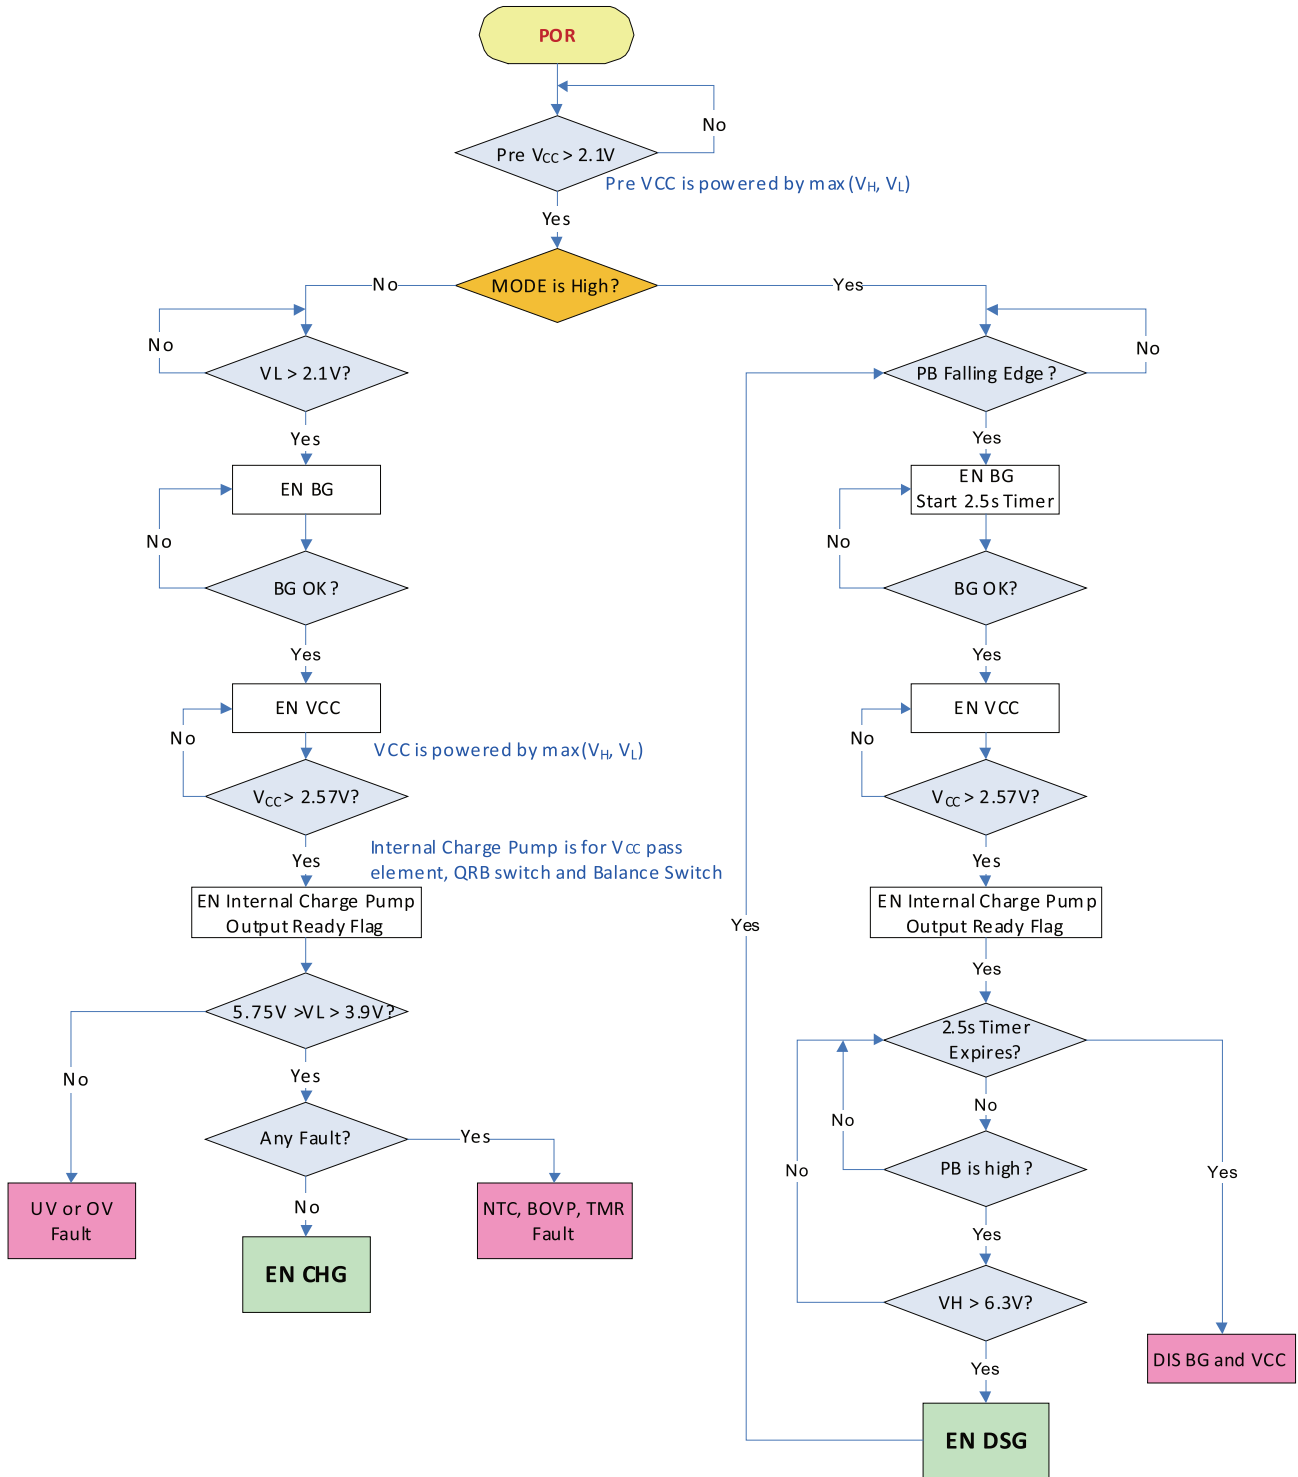 POR
No
Pre VCC > 2.1V
Pre VCC is powered by max (VH, VL)
Yes
No
MODE is High?
Yes
No
VL > 2.1V?
Yes
EN BG
No
BG OK ?
Yes
EN VCC
No
VCC is powered by max (VH, VL)
VCC > 2.57V?
Yes
Internal Charge Pump is for VCC pass
element, QRB switch and Balance Switch
EN Internal Charge Pump
Output Ready Flag
5.75V >VL > 3.9V?
No
Yes
Any Fault?
Yes
UV or OV
Fault
No
NTC, BOVP, TMR
Fault
EN CHG
No
PB Falling Edge ?
Yes
EN BG
Start 2.5s Timer
No
BG OK?
Yes
EN VCC
No
VCC > 2.57V?
Yes
EN Internal Charge Pump
Output Ready Flag
Yes
Yes
2.5s Timer
Expires?
No
No
PB is high ?
No
Yes
Yes
VH > 6.3V?
DIS BG and VCC
Yes
EN DSG